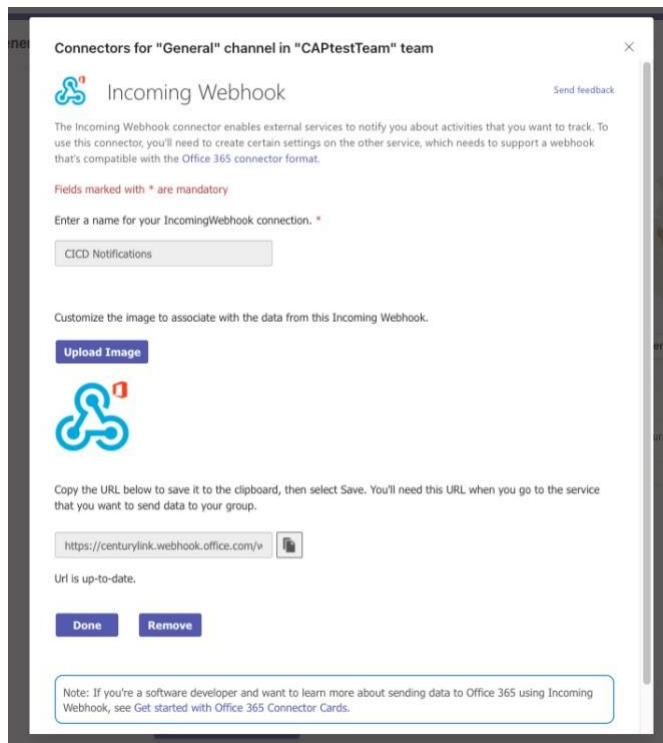 Connectors for "General" channel in "CAPtestTeam" team
Incoming Webhook
Send feedback
The Incoming Webhook connector enables external services to notify you about activities that you want to track. To
use this connector, you'll need to create certain settings on the other service, which needs to support a webhook
that's compatible with the Office 365 connector format.
Fields marked with * are mandatory
Enter a name for your IncomingWebhook connection. *
CICD Notifications
Customize the image to associate with the data from this Incoming Webhook.
Upload Image
Copy the URL below to save it to the clipboard, then select Save. You'll need this URL when you go to the service
that you want to send data to your group.
https://centurylink.webhook.office.com/w
Url is up-to-date.
Done
Remove
Note: If you're a software developer and want to learn more about sending data to Office 365 using Incoming
Webhook, see Get started with Office 365 Connector Cards.